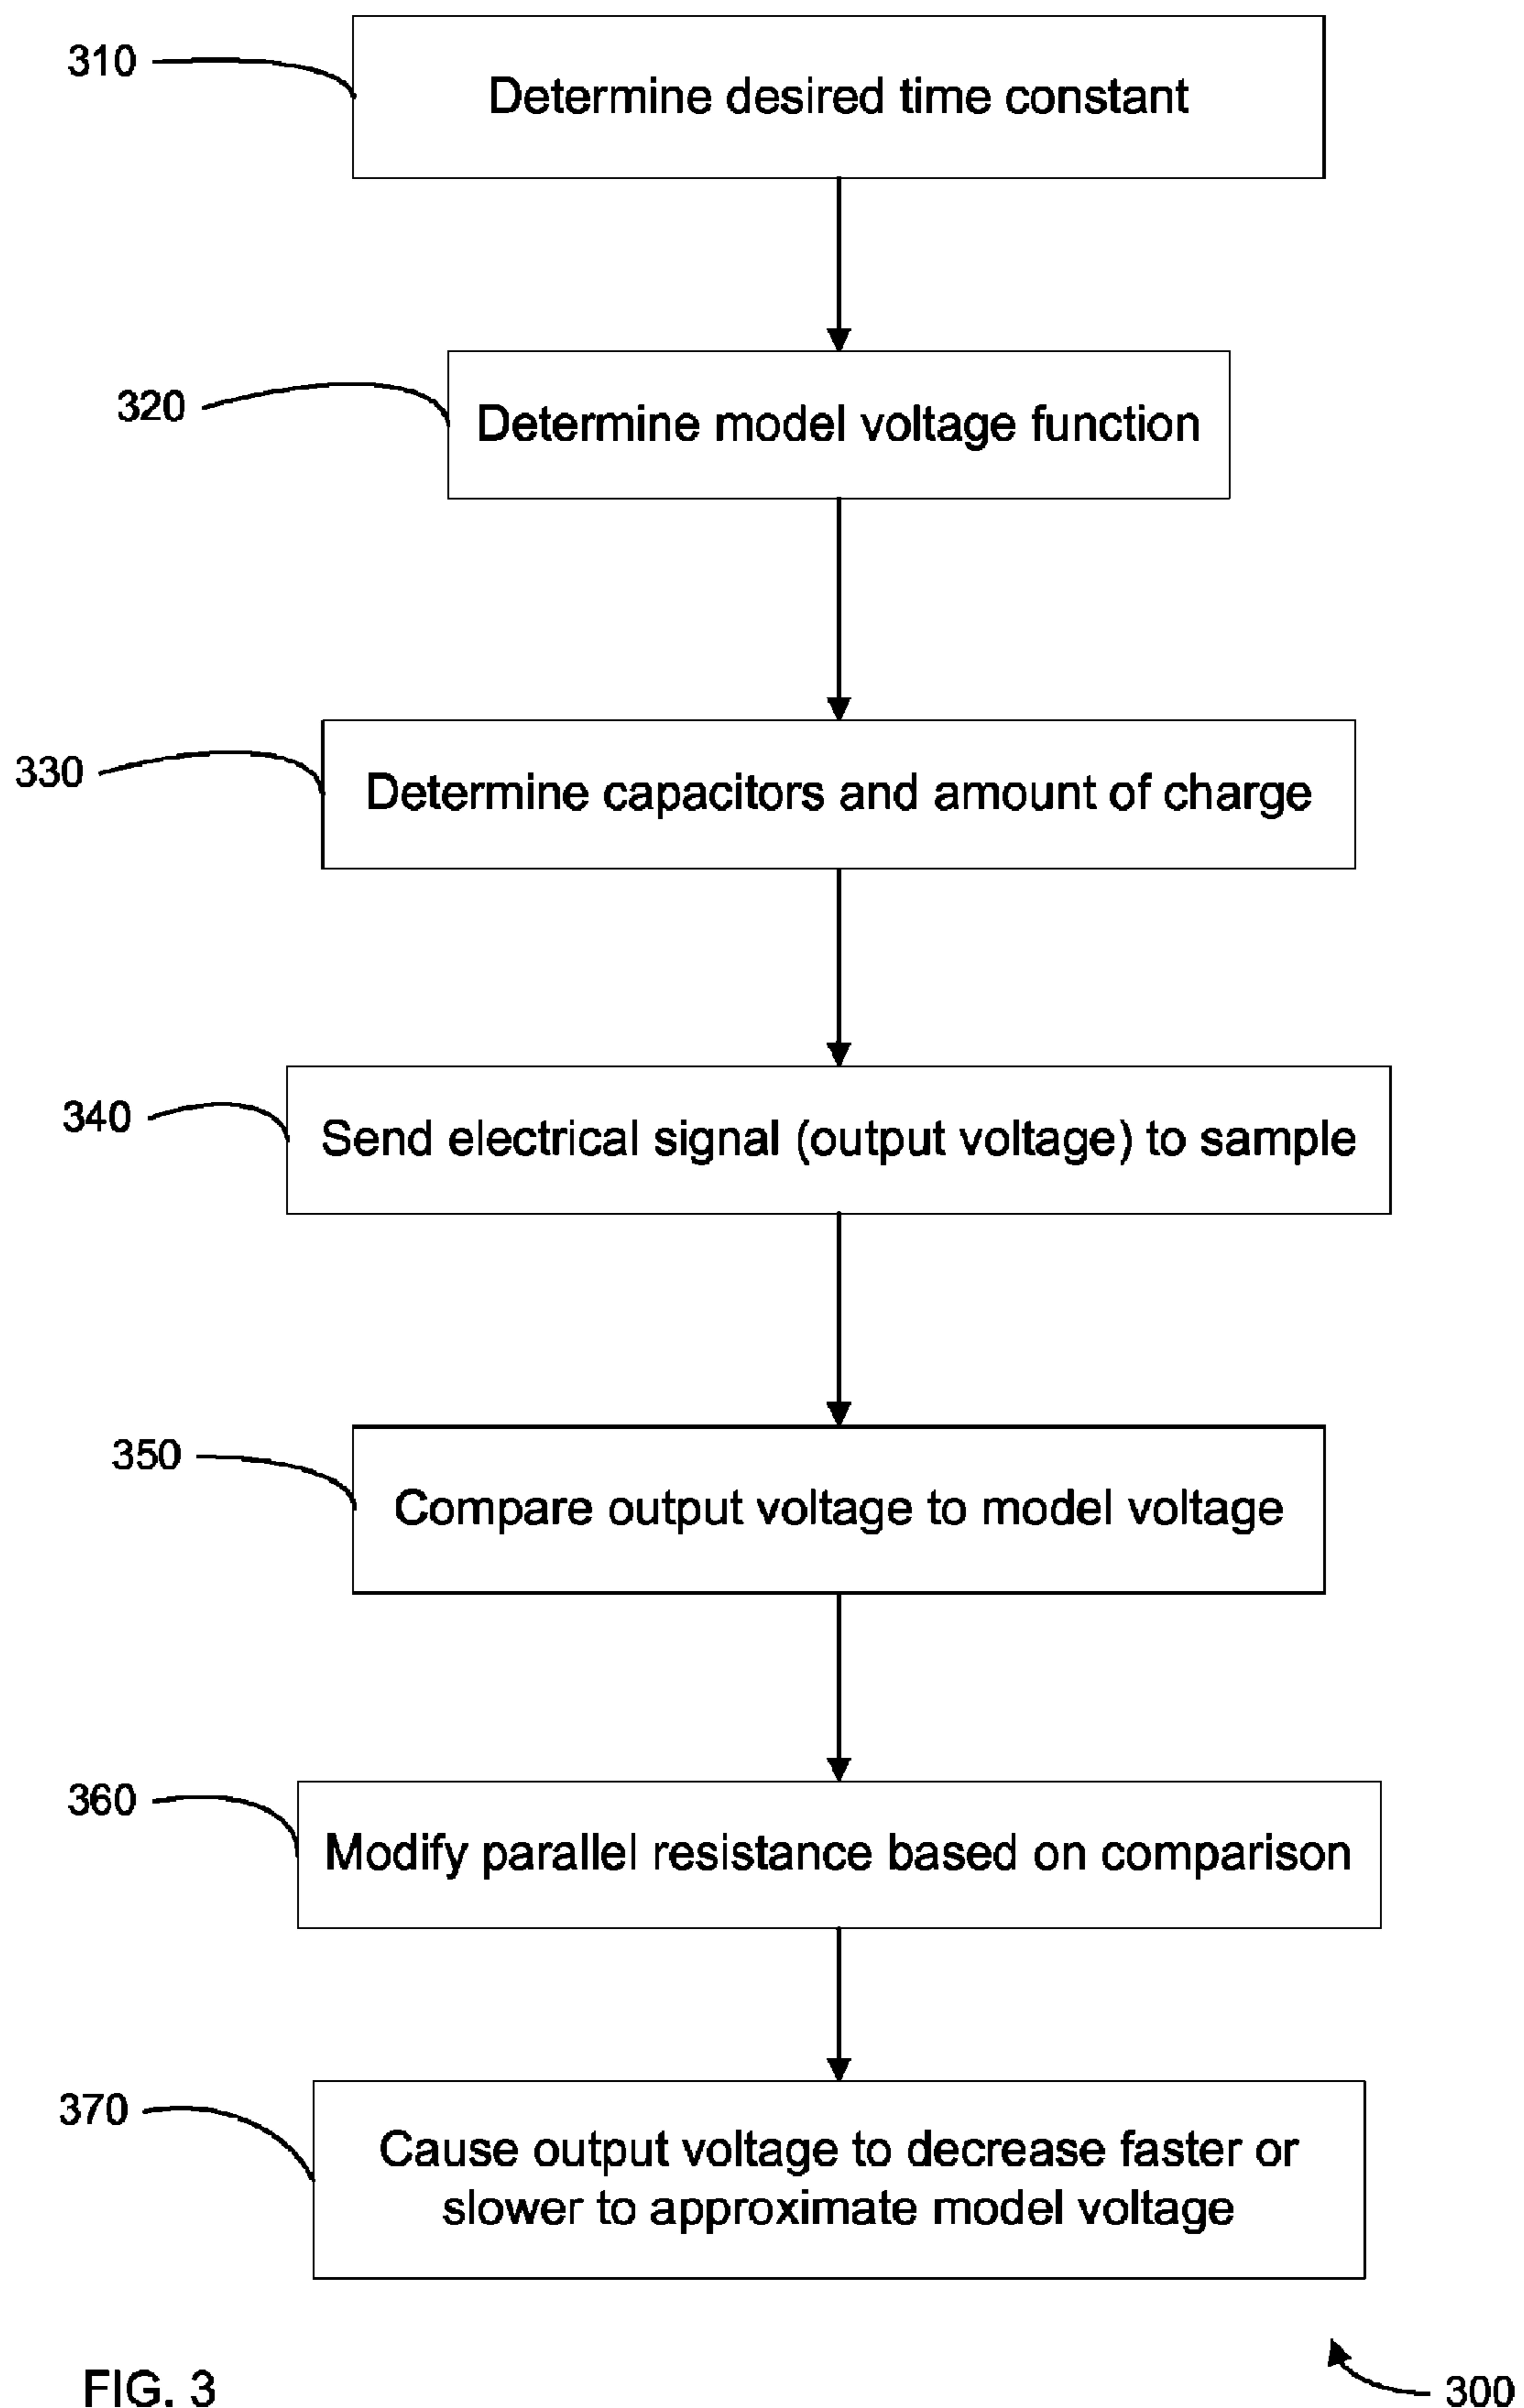 310
Determine desired time constant
320
Determine model voltage function
330
Determine capacitors and amount of charge
340
Send electrical signal (output voltage) to sample
350
Compare output voltage to model voltage
360
Modify parallel resistance based on comparison
370
Cause output voltage to decrease faster or
slower to approximate model voltage
FIG. 3
300